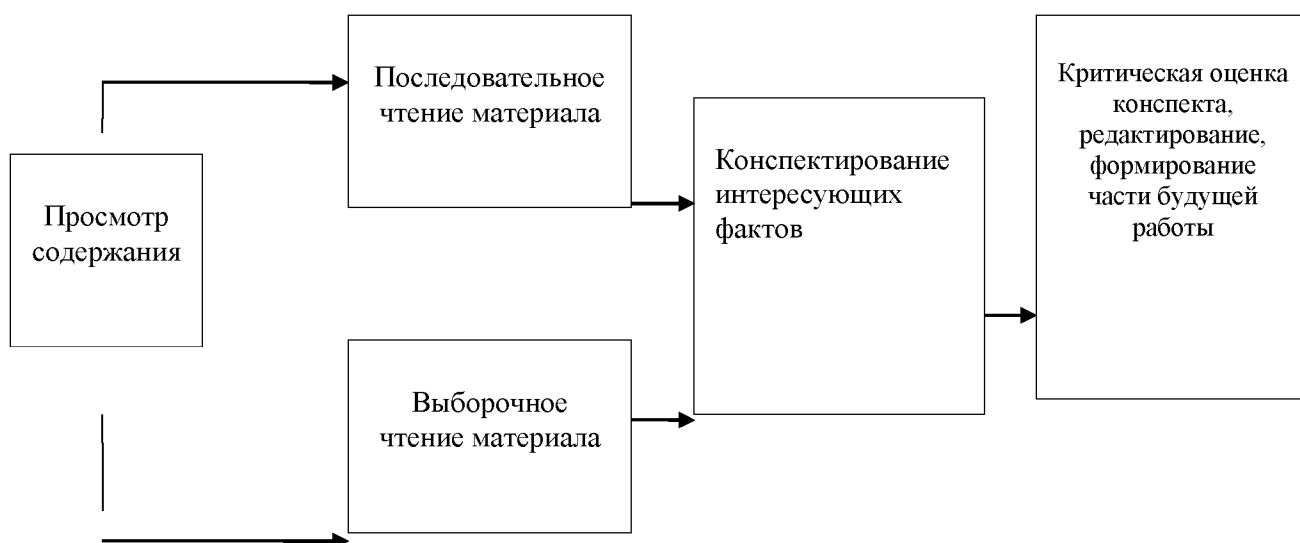 Просмотр
содержания
Последовательное
чтение материала
Выборочное
чтение материала
Конспектирование
интересующих
фактов
Критическая оценка
конспекта,
редактирование,
формирование
части будущей
работы